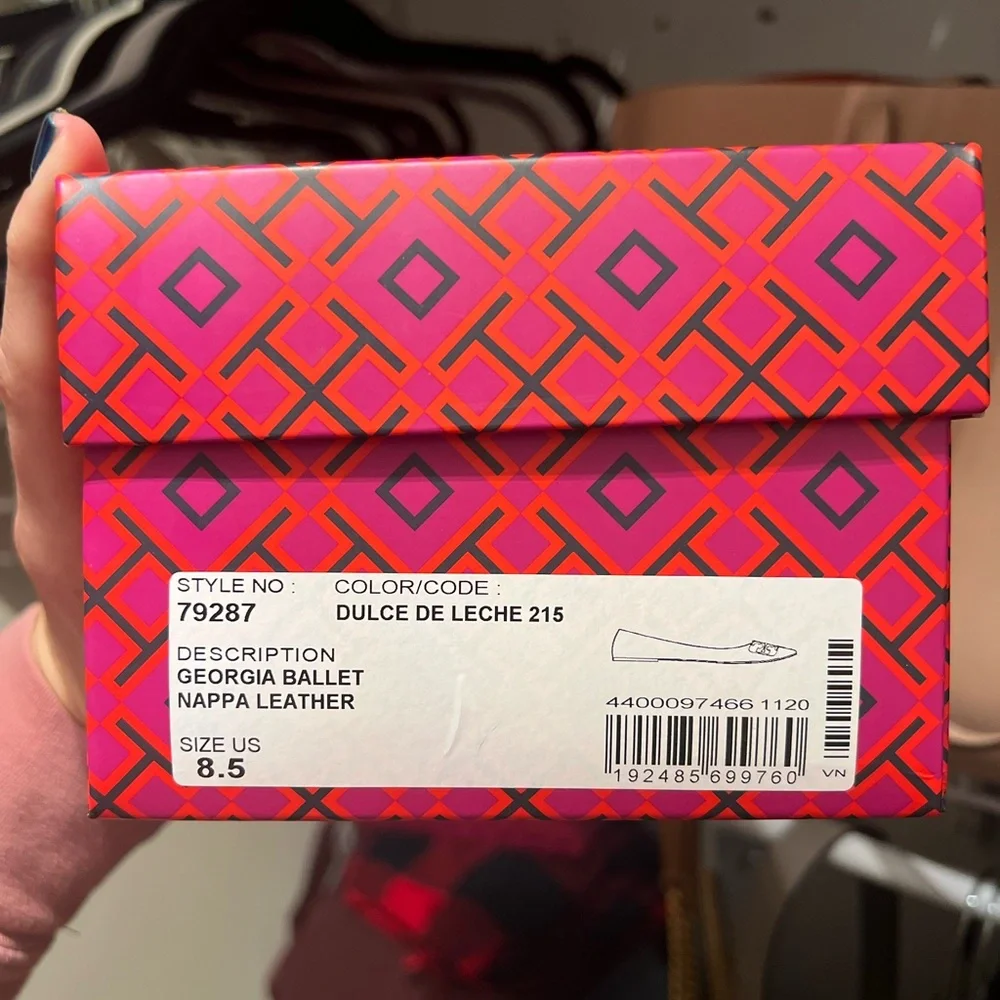 STYLE NO : COLOR/CODE :
79287 DULCE DE LECHE 215
DESCRIPTION
GEORGIA BALLET
NAPPA LEATHER
SIZE US
8.5
4400097466 1120
192485 699760
VN